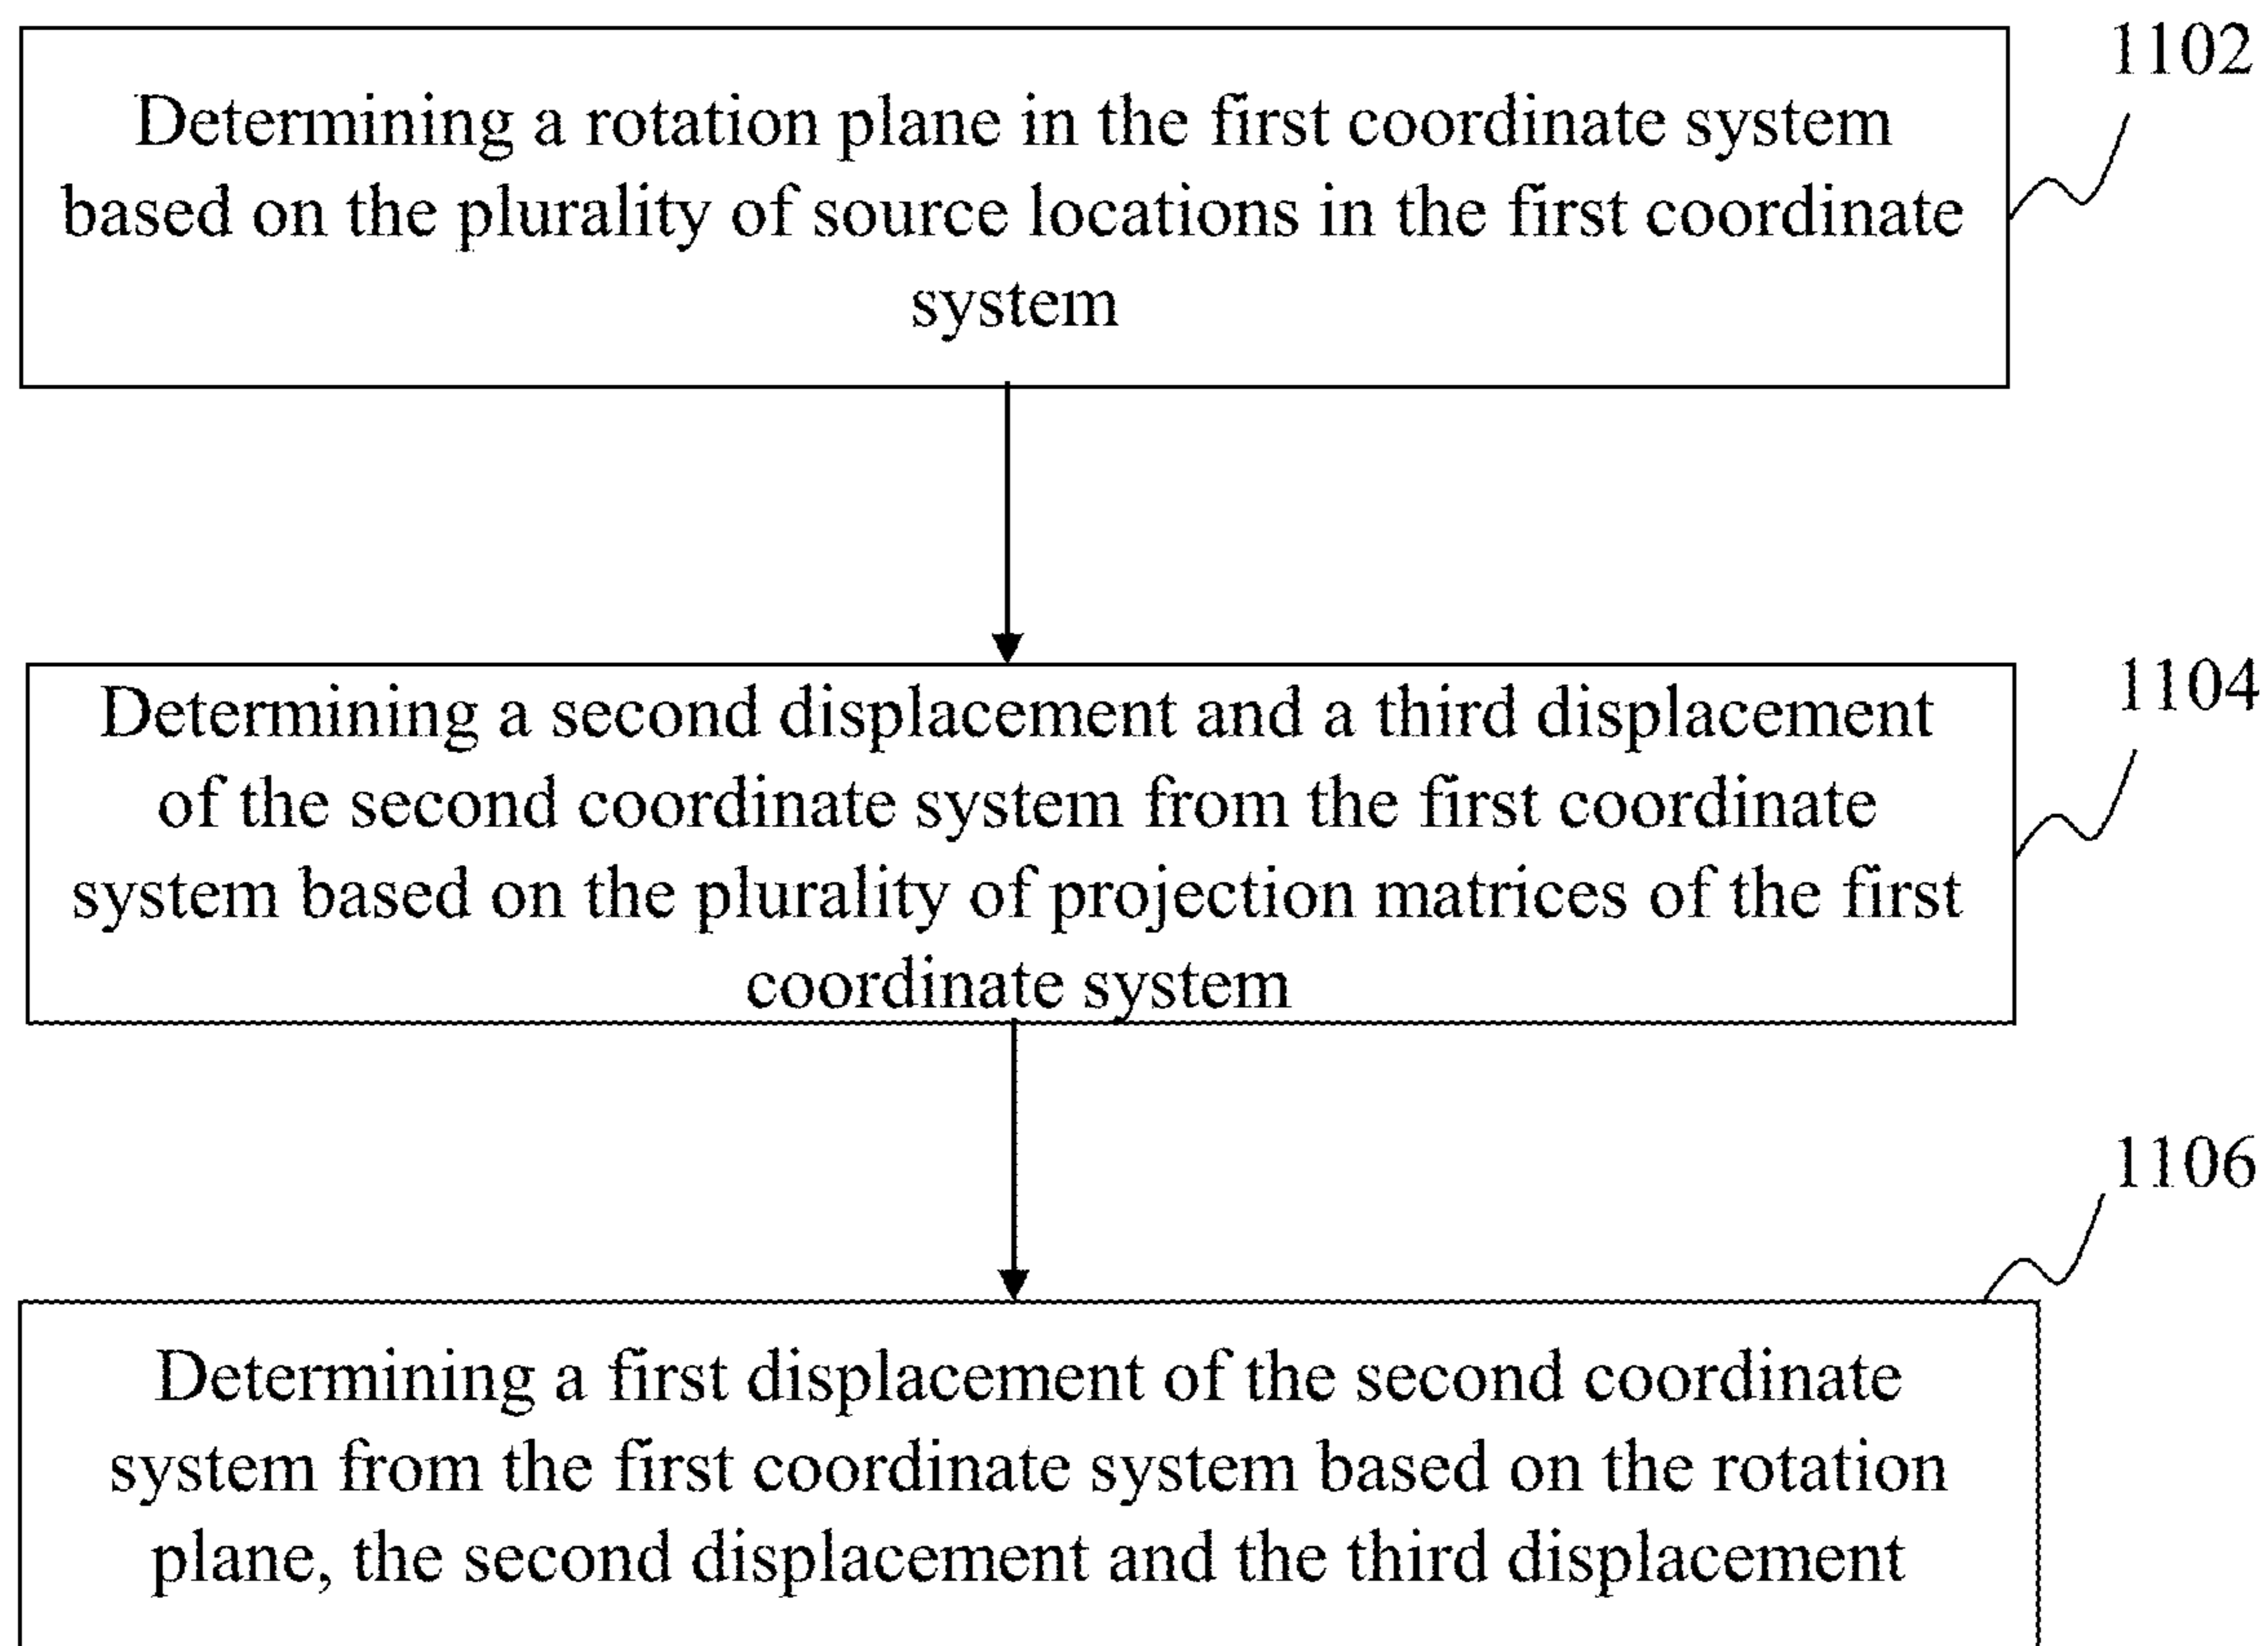 1102
Determining a rotation plane in the first coordinate system
based on the plurality of source locations in the first coordinate
system
1104
Determining a second displacement and a third displacement
of the second coordinate system from the first coordinate
system based on the plurality of projection matrices of the first
coordinate system
1106
Determining a first displacement of the second coordinate
system from the first coordinate system based on the rotation
plane, the second displacement and the third displacement